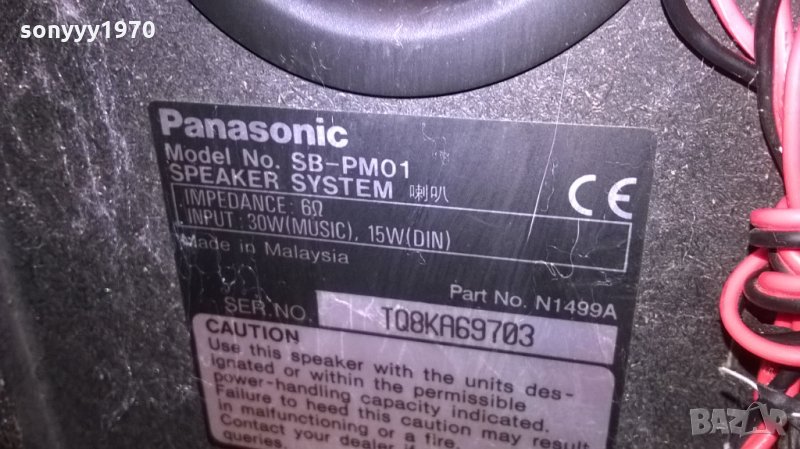 sonyyy1970
Panasonic
Model No. SB-PM01
SPEAKER SYSTEM 喇叭
CE
IMPEDANCE: 6Ω
INPUT: 30W(MUSIC), 15W(DIN)
Made in Malaysia
Part No. N1499A
SER.NO. TQ8KA69703
CAUTION
Use this speaker with the units des-
ignated or within the permissible
power-handling capacity indicated.
Failure to heed this caution may result
in malfunctioning or a fire.
Contact your dealer
queries.
BAZAR